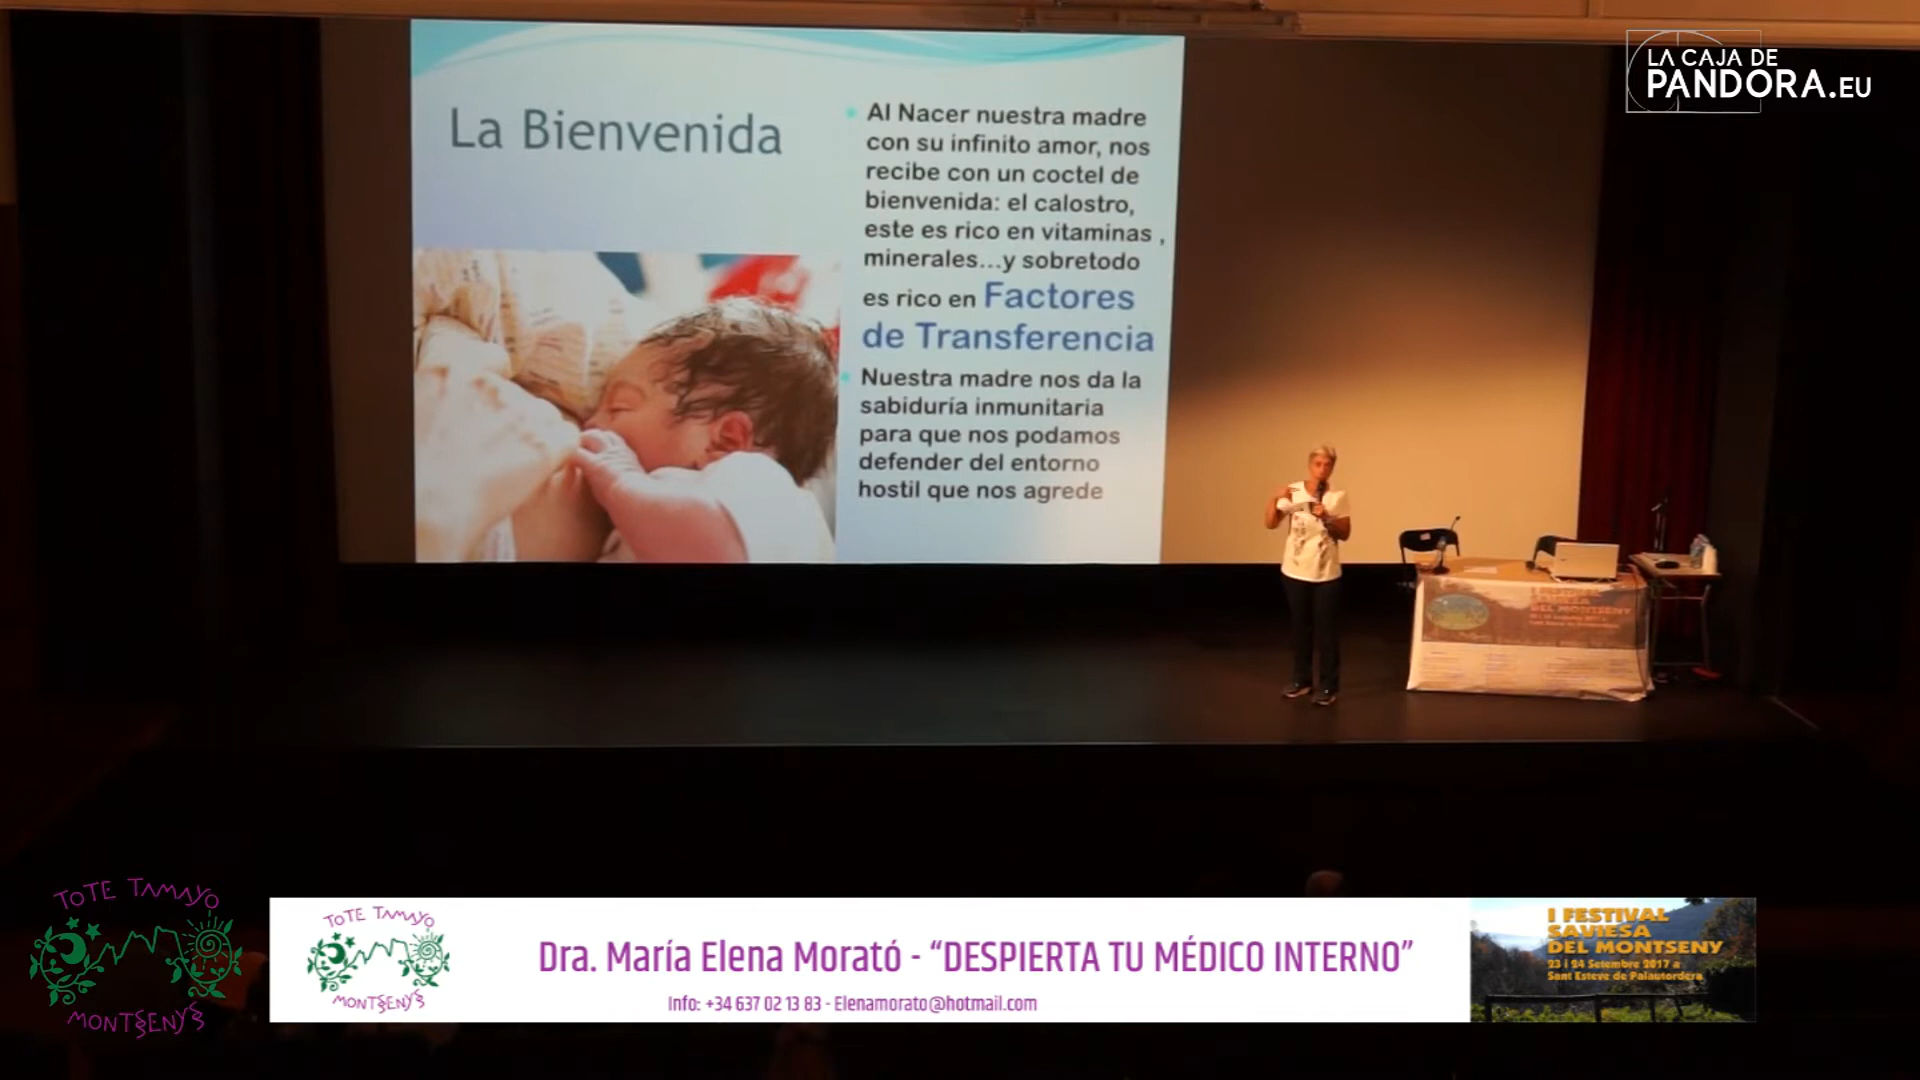 LA CAJA DE
PANDORA.EU
La Bienvenida
Al Nacer nuestra madre
con su infinito amor, nos
recibe con un coctel de
bienvenida: el calostro,
este es rico en vitaminas ,
minerales...y sobretodo
es rico en Factores
de Transferencia
Nuestra madre nos da la
sabiduría inmunitaria
para que nos podamos
defender del entorno
hostil que nos agrede
DEL MONTSENY
TOTE TAMAYO
MONTSENYS
TOTE TAMAYO
MONTSENYS
Dra. María Elena Morató - “DESPIERTA TU MÉDICO INTERNO”
Info: +34 637 02 13 83 - Elenamorato@hotmail.com
I FESTIVAL
SAVIESA
DEL MONTSENY
23 i 24 Setembre 2017 a
Sant Esteve de Palautordera